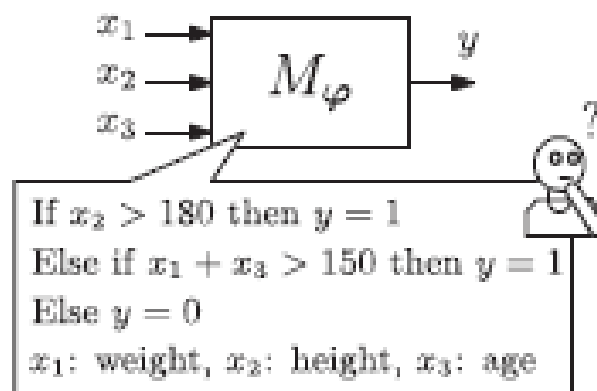 x₁
x₂
x₃
M_φ
y
?
If x₂ > 180 then y = 1
Else if x₁ + x₃ > 150 then y = 1
Else y = 0
x₁: weight, x₂: height, x₃: age